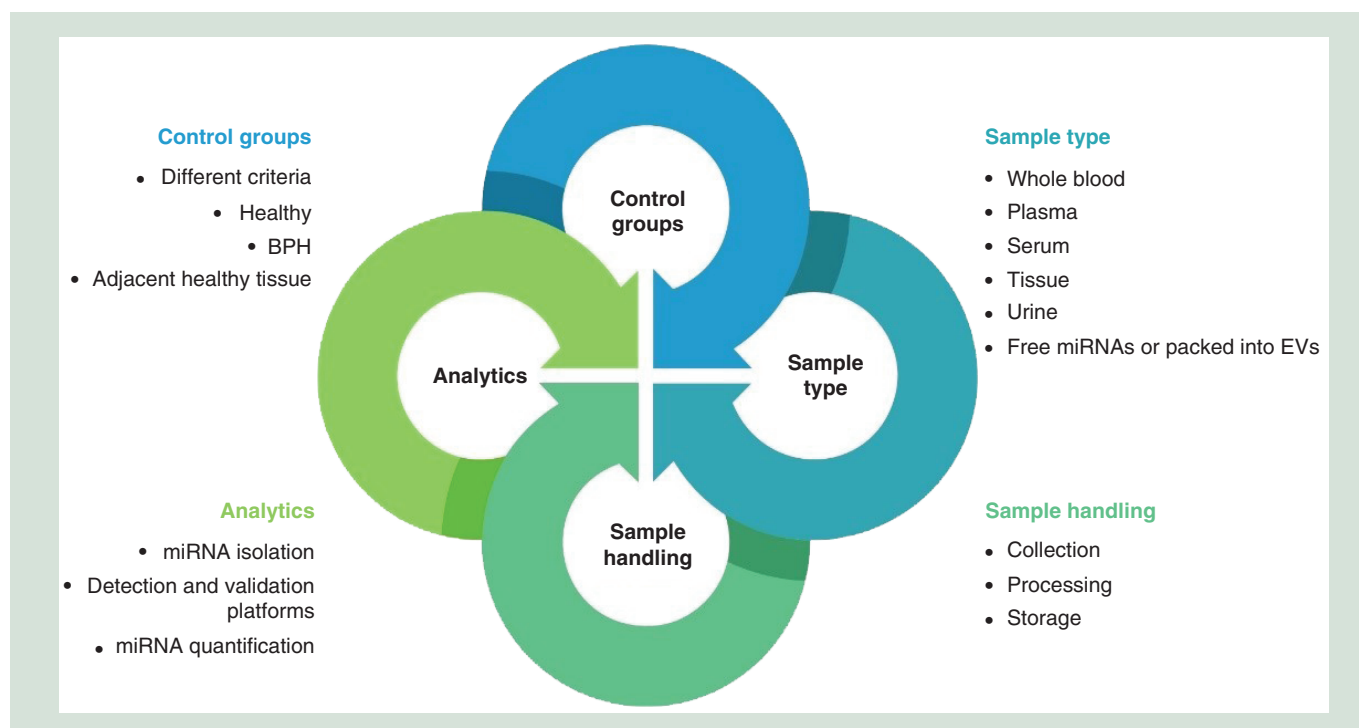 Control groups
• Different criteria
• Healthy
• BPH
• Adjacent healthy tissue
Control
groups
Sample type
• Whole blood
• Plasma
• Serum
• Tissue
• Urine
• Free miRNAs or packed into EVs
Analytics
Sample
type
Sample
handling
Analytics
• miRNA isolation
• Detection and validation
platforms
• miRNA quantification
Sample handling
• Collection
• Processing
• Storage